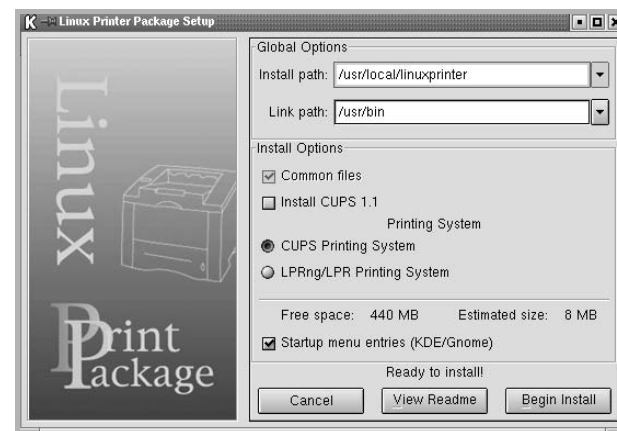 Linux Printer Package Setup
Linux
Print
Package
Global Options
Install path: /usr/local/linuxprinter
Link path: /usr/bin
Install Options
Common files
Install CUPS 1.1
Printing System
CUPS Printing System
LPRng/LPR Printing System
Free space: 440 MB Estimated size: 8 MB
Startup menu entries (KDE/Gnome)
Ready to install!
Cancel View Readme Begin Install